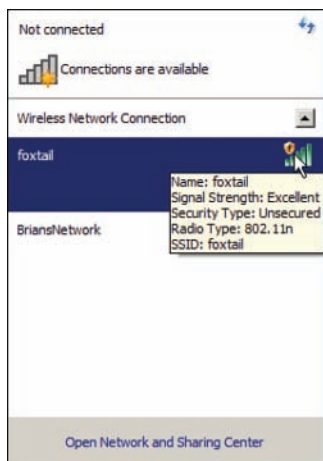 Not connected
Connections are available
Wireless Network Connection
foxtail
Name: foxtail
Signal Strength: Excellent
Security Type: Unsecured
Radio Type: 802.11n
SSID: foxtail
BriansNetwork
Open Network and Sharing Center